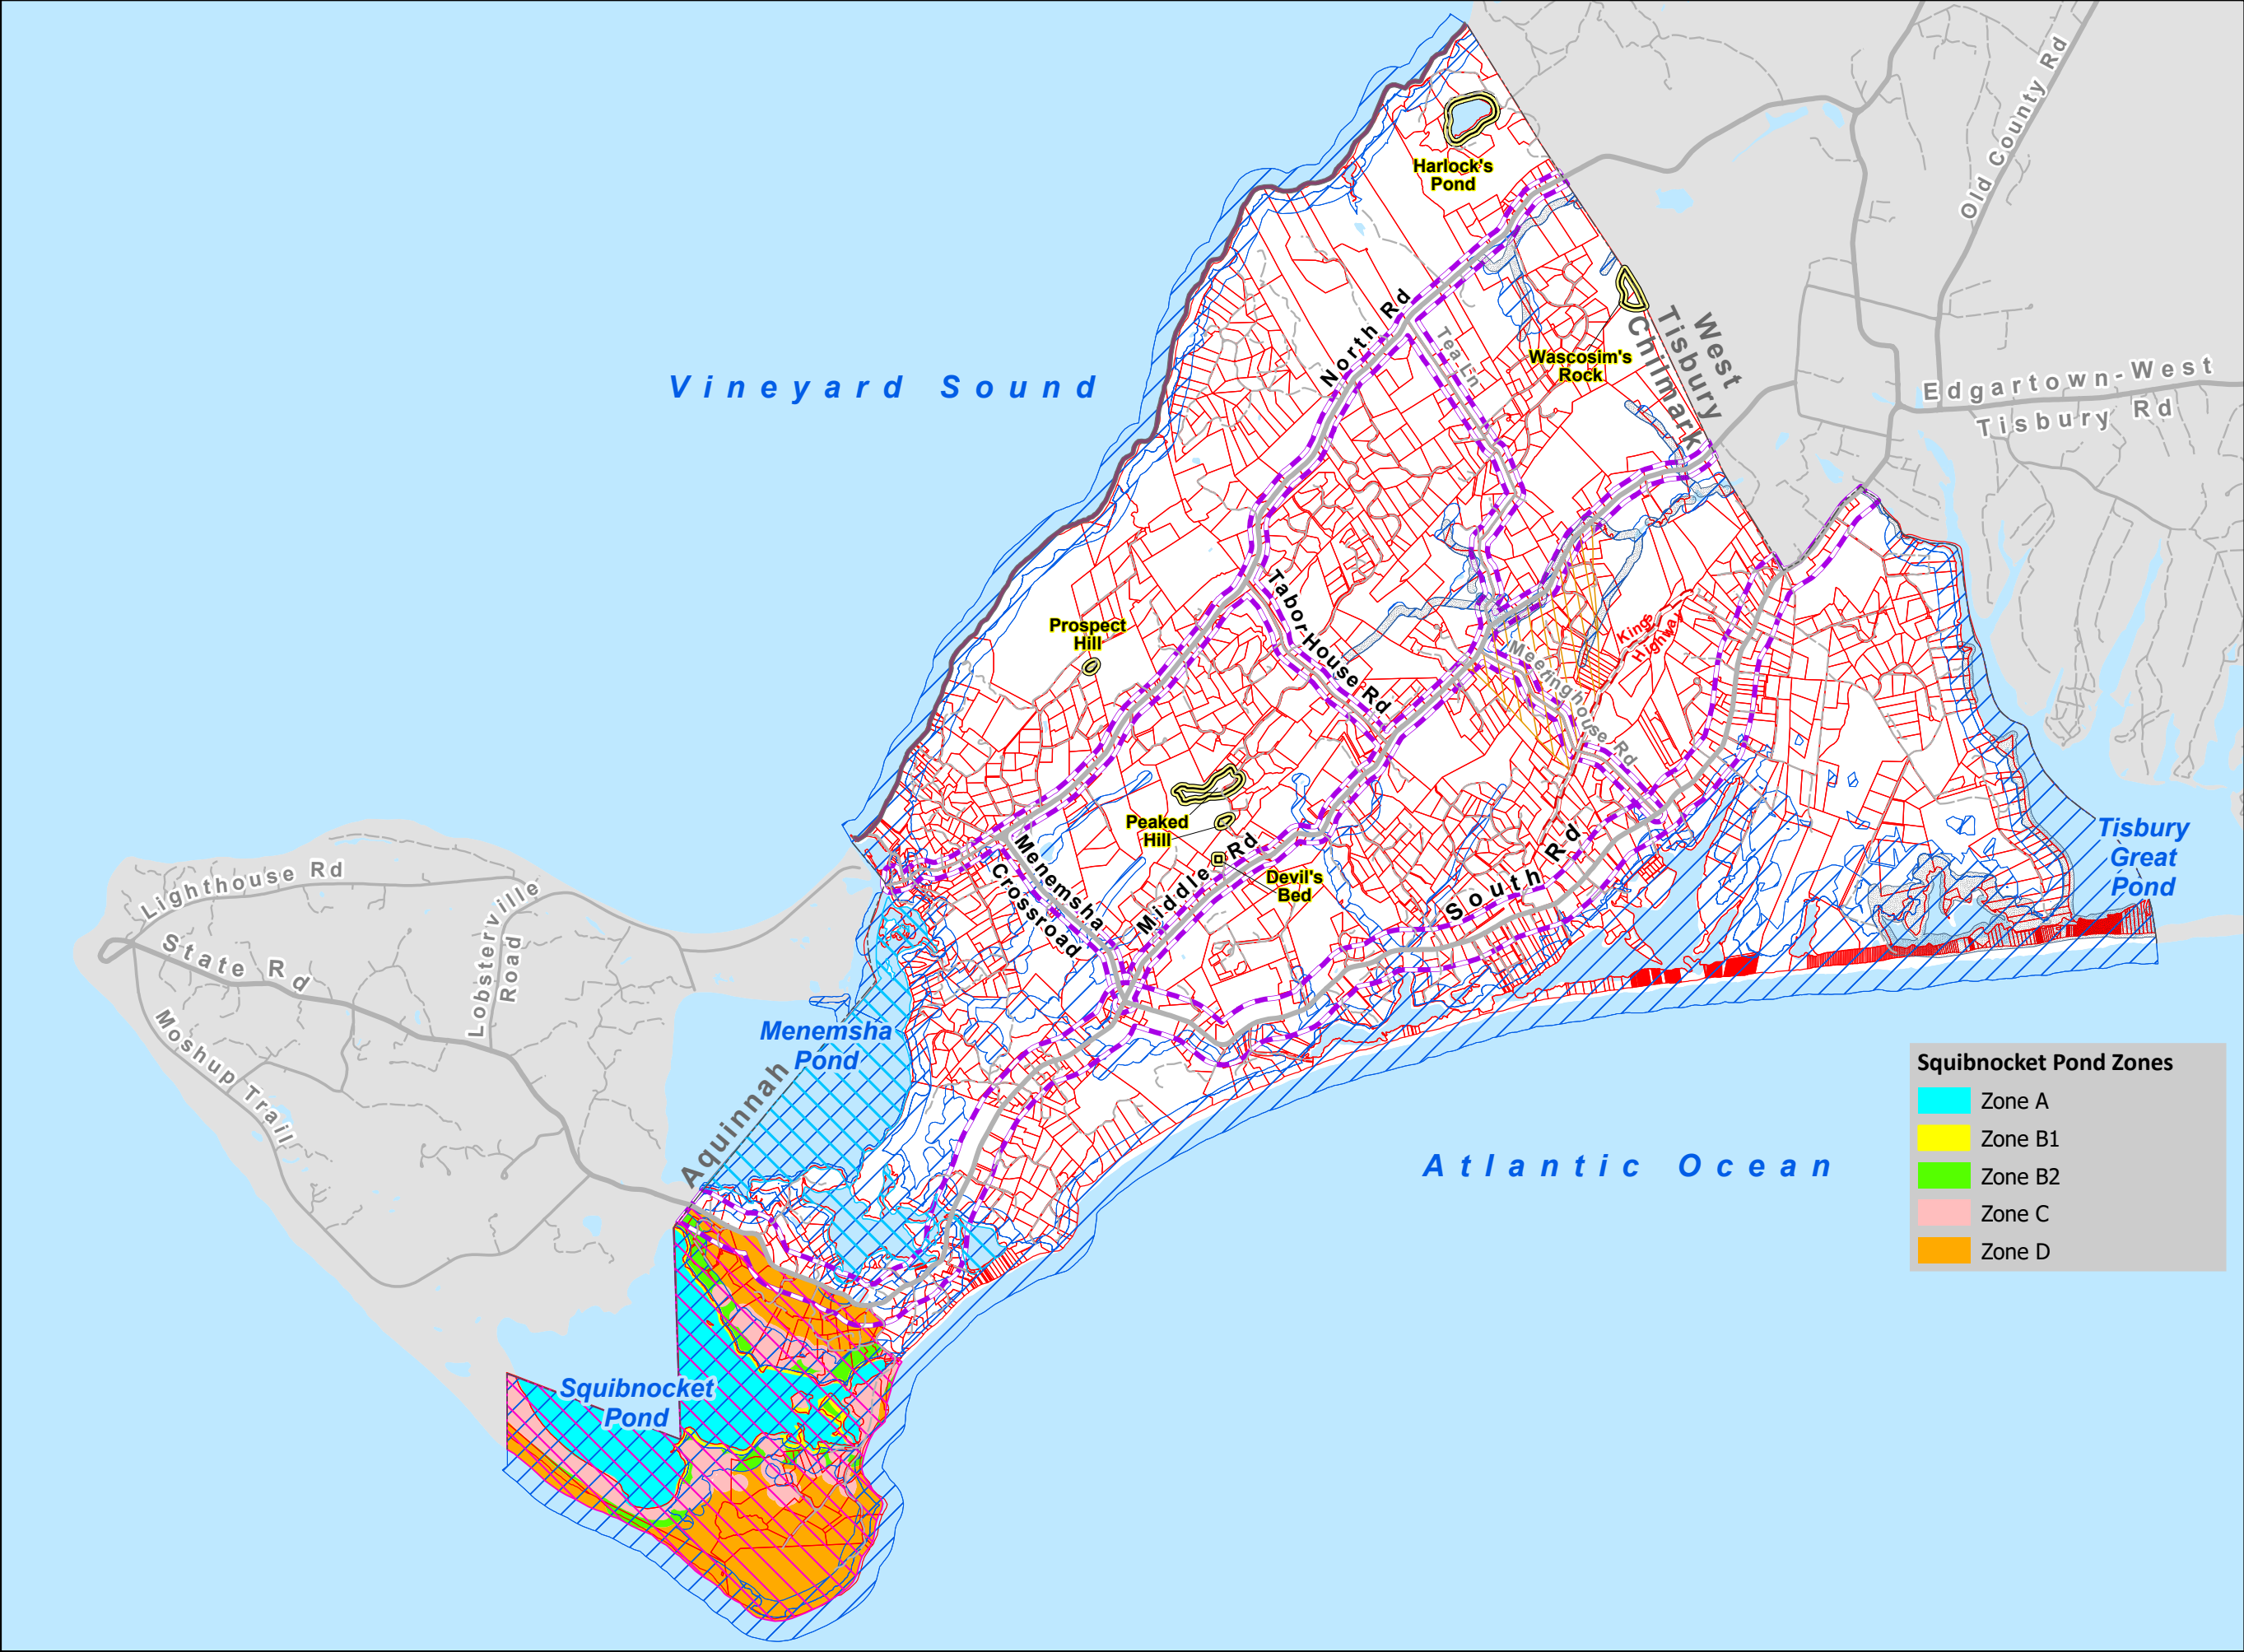 Old County Rd
Harlock's
Pond
North Rd
Tea Ln
Wascosim's
Rock
West
Tisbury
Chilmark
Vineyard Sound
Edgartown-West
Tisbury Rd
Tabor House Rd
Kings
Highway
Meetinghouse Rd
Prospect
Hill
Peaked
Hill
Menemsha
Crossroad
Middle Rd
Devil's
Bed
South Rd
Tisbury
Great
Pond
Lighthouse Rd
State Rd
Lobsterville
Road
Moshup Trail
Menemsha
Pond
Aquinnah
Atlantic Ocean
Squibnocket
Pond
Squibnocket Pond Zones
Zone A
Zone B1
Zone B2
Zone C
Zone D